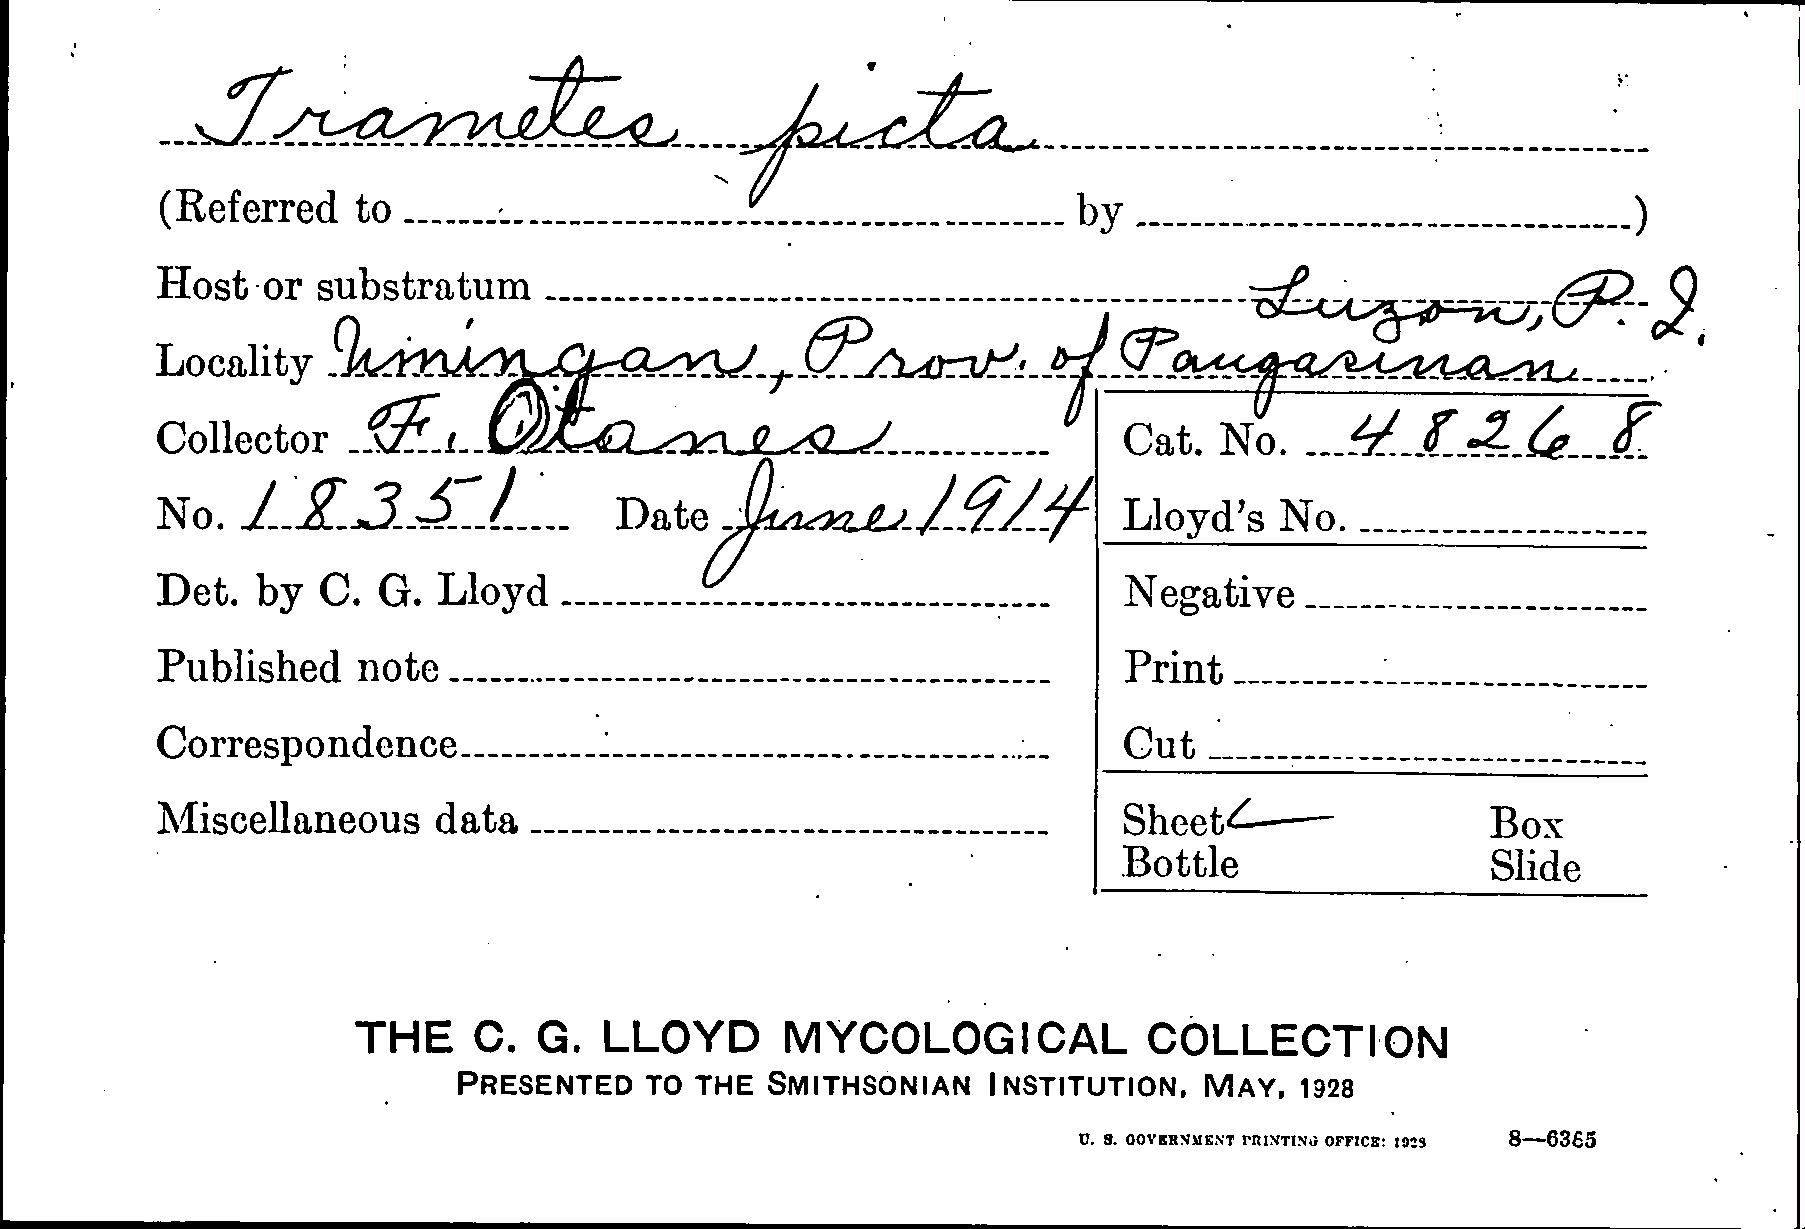 Trametes picta
(Referred to by )
Host or substratum
Luzon, P. I.
Locality Umingan, Prov. of Pangasinan
Collector F. Otanes
Cat. No. 48268
No. 18351 Date June 1914
Lloyd's No.
Det. by C. G. Lloyd
Negative
Published note
Print
Correspondence
Cut
Miscellaneous data
Sheet Box
Bottle Slide
THE C. G. LLOYD MYCOLOGICAL COLLECTION
PRESENTED TO THE SMITHSONIAN INSTITUTION, MAY, 1928
U. S. GOVERNMENT PRINTING OFFICE: 1928 8—6365